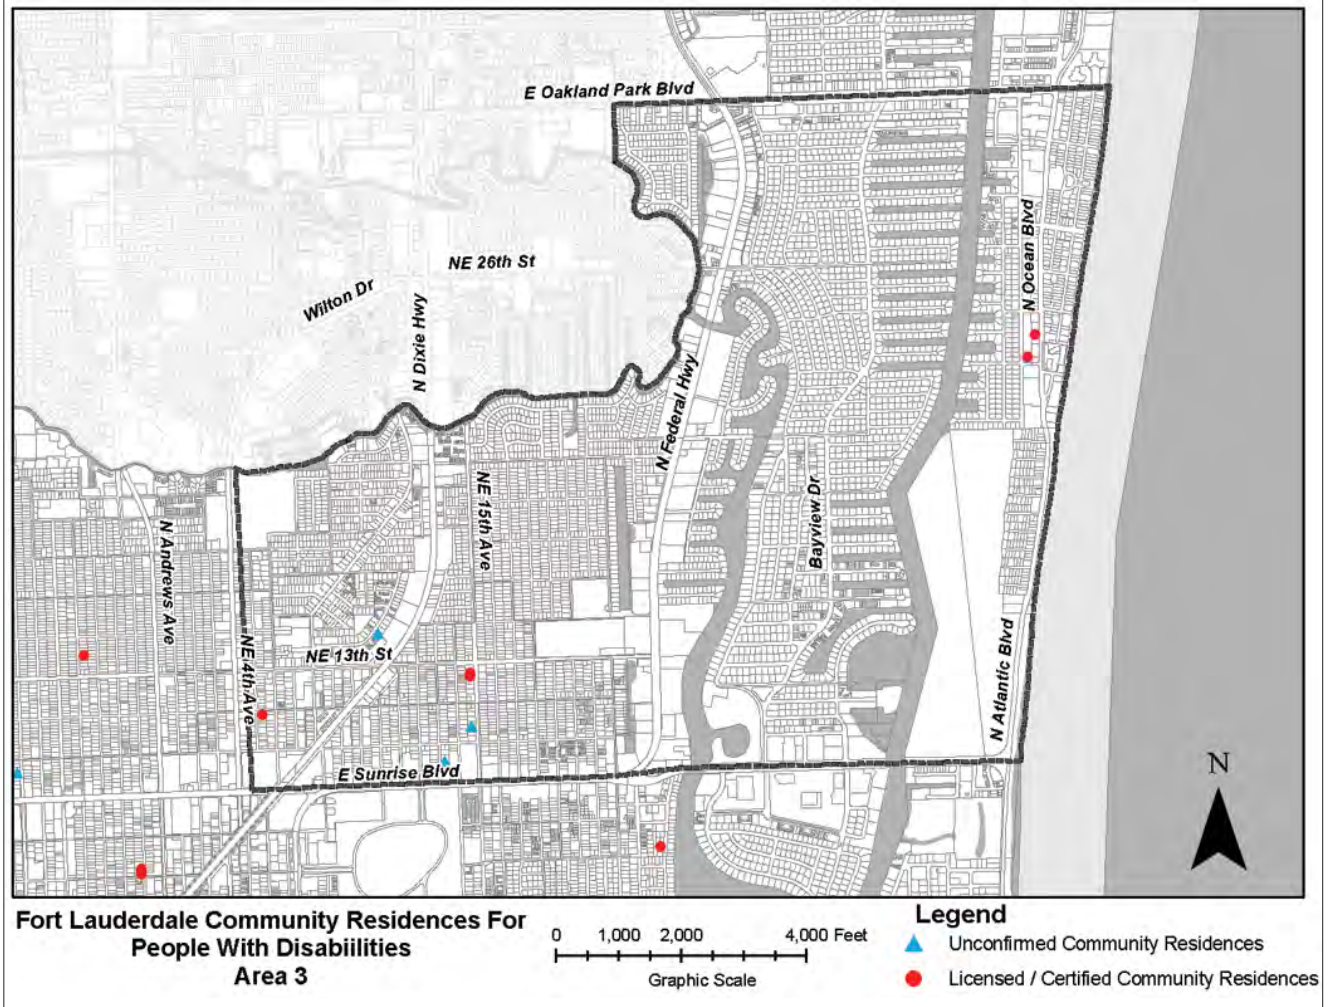 E Oakland Park Blvd
N Ocean Blvd
NE 26th St
Wilton Dr
N Dixie Hwy
N Federal Hwy
NE 15th Ave
Bayview Dr
N Andrews Ave
NE 13th St
NE 4th Ave
N Atlantic Blvd
E Sunrise Blvd
N
Fort Lauderdale Community Residences For
People With Disabiilities
Area 3
0 1,000 2,000 4,000 Feet
Graphic Scale
Legend
Unconfirmed Community Residences
Licensed / Certified Community Residences